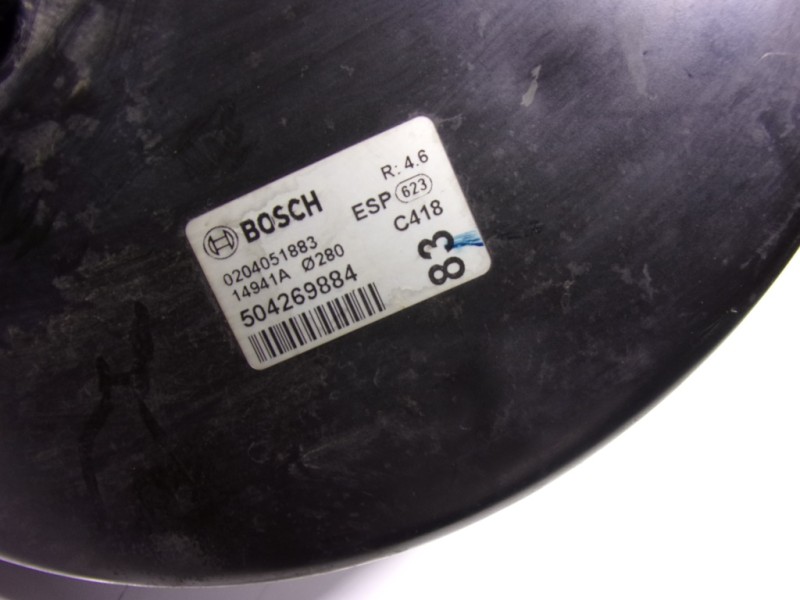 BOSCH
0204051883
14941A Ø280
504269884
R: 4.6
ESP 623
C418
83